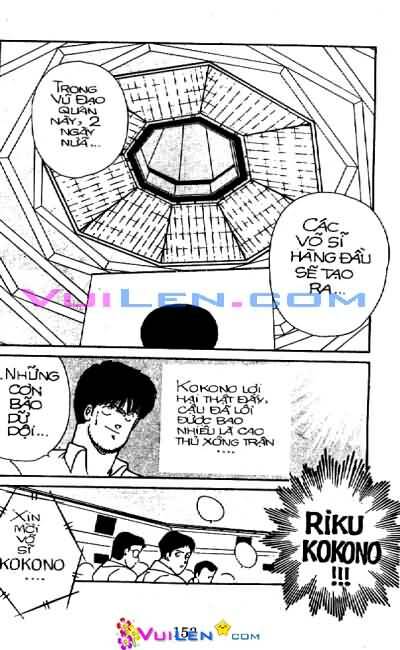 TRONG
VŨ ĐẠO
QUÁN
NÀY, 2
NGÀY
NỮA...
CÁC
VÕ SĨ
HÀNG ĐẦU
SẼ TẠO
RA...
VUILEN.COM
...NHỮNG
CƠN
BÃO
DỮ
DỘI...
KOKONO LỢI
HẠI THẬT ĐẤY,
CẬU ĐÃ LÔI
ĐƯỢC BAO
NHIÊU LÀ CAO
THỦ XUỐNG TRẬN
....
RIKU
KOKONO
!!!
XIN
MỜI
VÕ
SĨ
KOKONO
....
VUILEN.COM